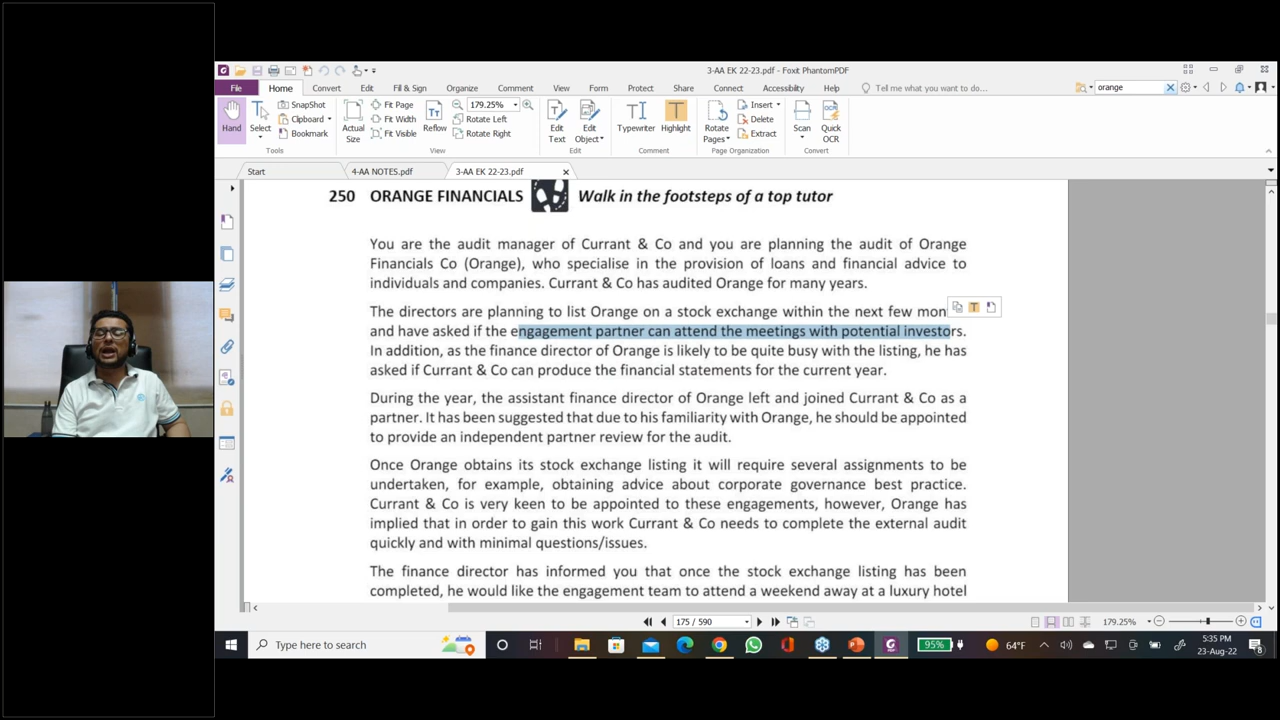 3-AA EK 22-23.pdf - Foxit PhantomPDF
File Home Convert Edit Fill & Sign Organize Comment View Form Protect Share Connect Accessibility Help Tell me what you want to do... orange
Hand
Select
SnapShot
Clipboard
Bookmark
Tools
Actual Size
Fit Page
Fit Width
Fit Visible
Reflow
179.25%
Rotate Left
Rotate Right
View
Edit Text
Edit Object
Edit
Typewriter
Highlight
Comment
Rotate Pages
Insert
Delete
Extract
Page Organization
Scan
Quick OCR
Convert
Start 4-AA NOTES.pdf 3-AA EK 22-23.pdf
250 ORANGE FINANCIALS Walk in the footsteps of a top tutor
You are the audit manager of Currant & Co and you are planning the audit of Orange
Financials Co (Orange), who specialise in the provision of loans and financial advice to
individuals and companies. Currant & Co has audited Orange for many years.
The directors are planning to list Orange on a stock exchange within the next few mon
and have asked if the engagement partner can attend the meetings with potential investors.
In addition, as the finance director of Orange is likely to be quite busy with the listing, he has
asked if Currant & Co can produce the financial statements for the current year.
During the year, the assistant finance director of Orange left and joined Currant & Co as a
partner. It has been suggested that due to his familiarity with Orange, he should be appointed
to provide an independent partner review for the audit.
Once Orange obtains its stock exchange listing it will require several assignments to be
undertaken, for example, obtaining advice about corporate governance best practice.
Currant & Co is very keen to be appointed to these engagements, however, Orange has
implied that in order to gain this work Currant & Co needs to complete the external audit
quickly and with minimal questions/issues.
The finance director has informed you that once the stock exchange listing has been
completed, he would like the engagement team to attend a weekend away at a luxury hotel
175 / 590 179.25%
Type here to search 95% 64°F 5:35 PM
23-Aug-22